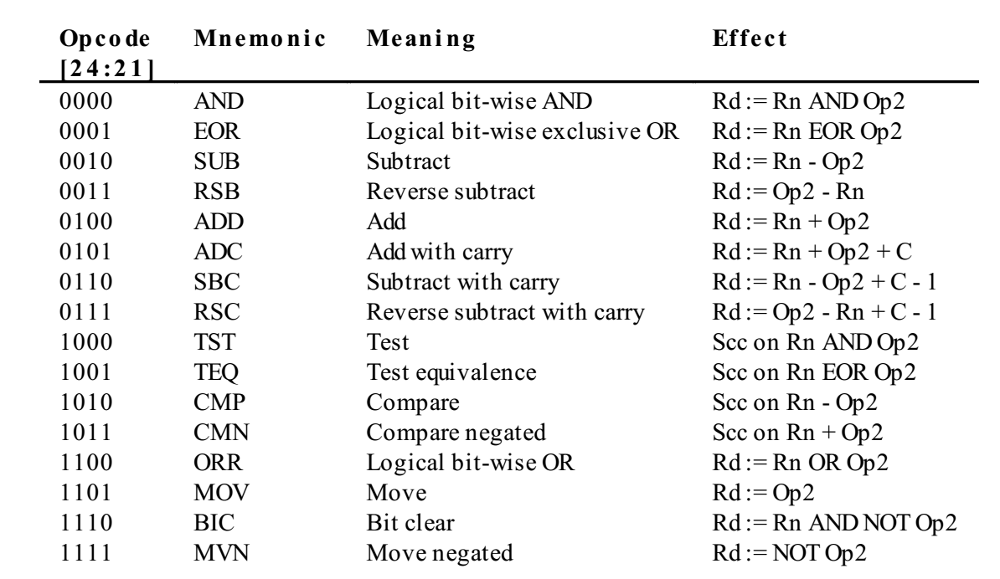 Opcode Mnemonic Meaning Effect
[24:21]
0000 AND Logical bit-wise AND Rd := Rn AND Op2
0001 EOR Logical bit-wise exclusive OR Rd := Rn EOR Op2
0010 SUB Subtract Rd := Rn - Op2
0011 RSB Reverse subtract Rd := Op2 - Rn
0100 ADD Add Rd := Rn + Op2
0101 ADC Add with carry Rd := Rn + Op2 + C
0110 SBC Subtract with carry Rd := Rn - Op2 + C - 1
0111 RSC Reverse subtract with carry Rd := Op2 - Rn + C - 1
1000 TST Test Scc on Rn AND Op2
1001 TEQ Test equivalence Scc on Rn EOR Op2
1010 CMP Compare Scc on Rn - Op2
1011 CMN Compare negated Scc on Rn + Op2
1100 ORR Logical bit-wise OR Rd := Rn OR Op2
1101 MOV Move Rd := Op2
1110 BIC Bit clear Rd := Rn AND NOT Op2
1111 MVN Move negated Rd := NOT Op2